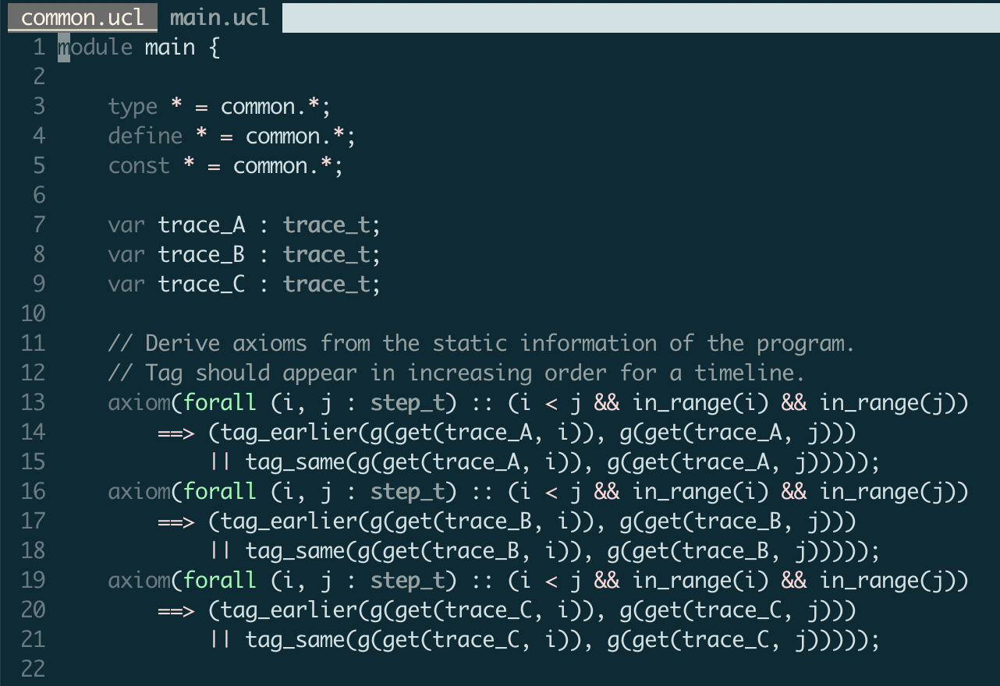 common.ucl main.ucl
1 module main {
2
3     type * = common.*;
4     define * = common.*;
5     const * = common.*;
6
7     var trace_A : trace_t;
8     var trace_B : trace_t;
9     var trace_C : trace_t;
10
11     // Derive axioms from the static information of the program.
12     // Tag should appear in increasing order for a timeline.
13     axiom(forall (i, j : step_t) :: (i < j && in_range(i) && in_range(j))
14         ==> (tag_earlier(g(get(trace_A, i)), g(get(trace_A, j)))
15             || tag_same(g(get(trace_A, i)), g(get(trace_A, j)))));
16     axiom(forall (i, j : step_t) :: (i < j && in_range(i) && in_range(j))
17         ==> (tag_earlier(g(get(trace_B, i)), g(get(trace_B, j)))
18             || tag_same(g(get(trace_B, i)), g(get(trace_B, j)))));
19     axiom(forall (i, j : step_t) :: (i < j && in_range(i) && in_range(j))
20         ==> (tag_earlier(g(get(trace_C, i)), g(get(trace_C, j)))
21             || tag_same(g(get(trace_C, i)), g(get(trace_C, j)))));
22